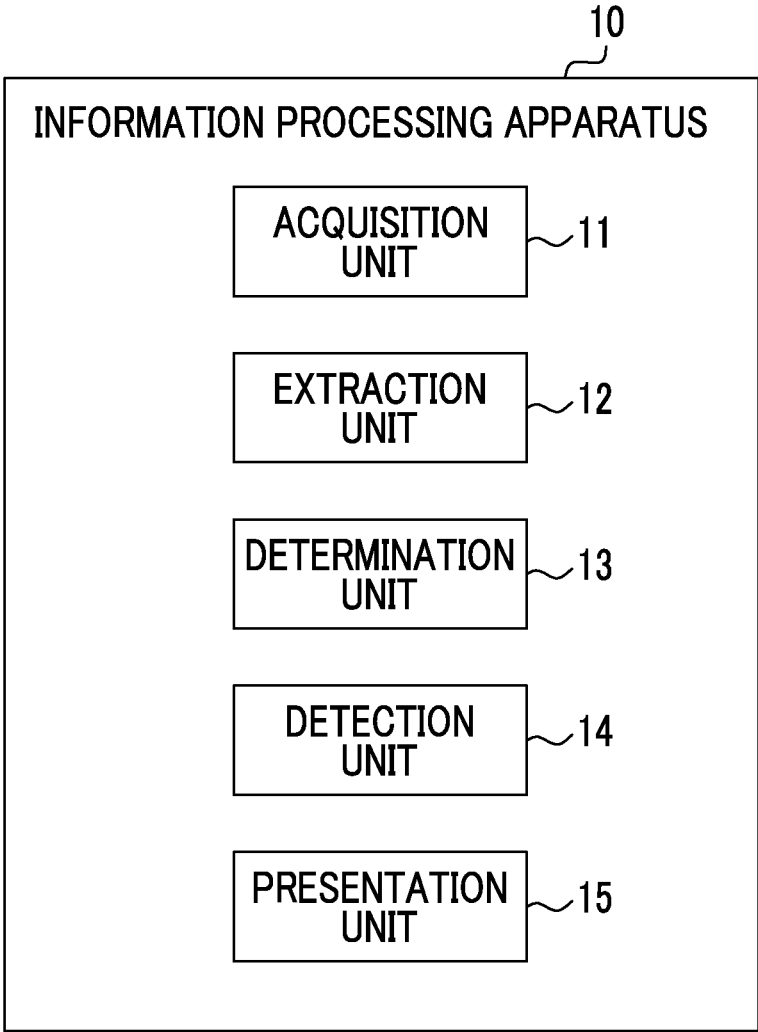 10
INFORMATION PROCESSING APPARATUS
ACQUISITION
UNIT
11
EXTRACTION
UNIT
12
DETERMINATION
UNIT
13
DETECTION
UNIT
14
PRESENTATION
UNIT
15